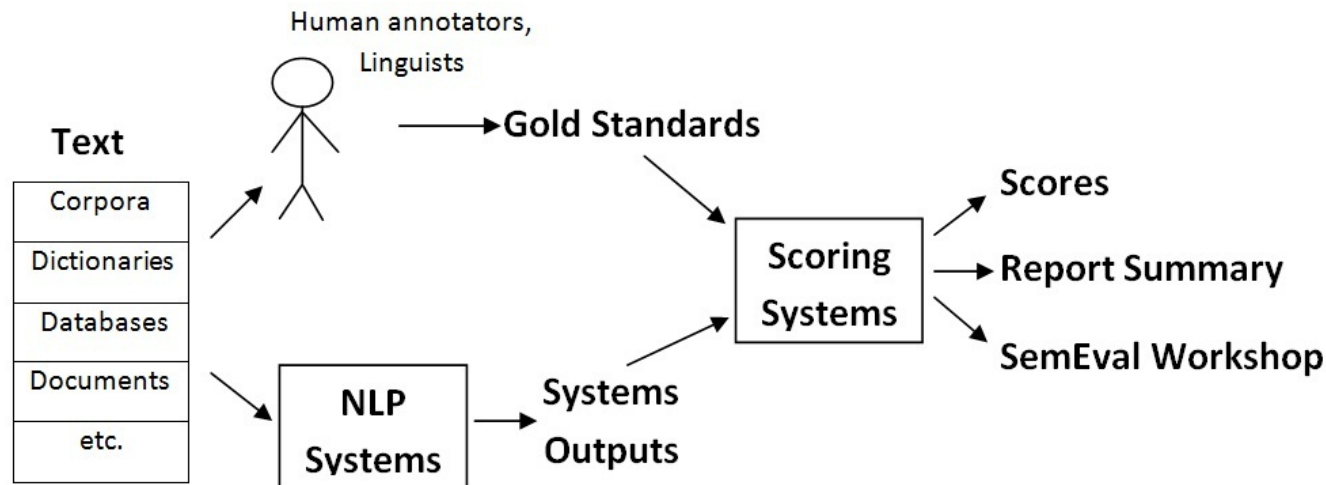 Human annotators,
Linguists
Text
Corpora
Dictionaries
Databases
Documents
etc.
Gold Standards
NLP
Systems
Systems
Outputs
Scoring
Systems
Scores
Report Summary
SemEval Workshop